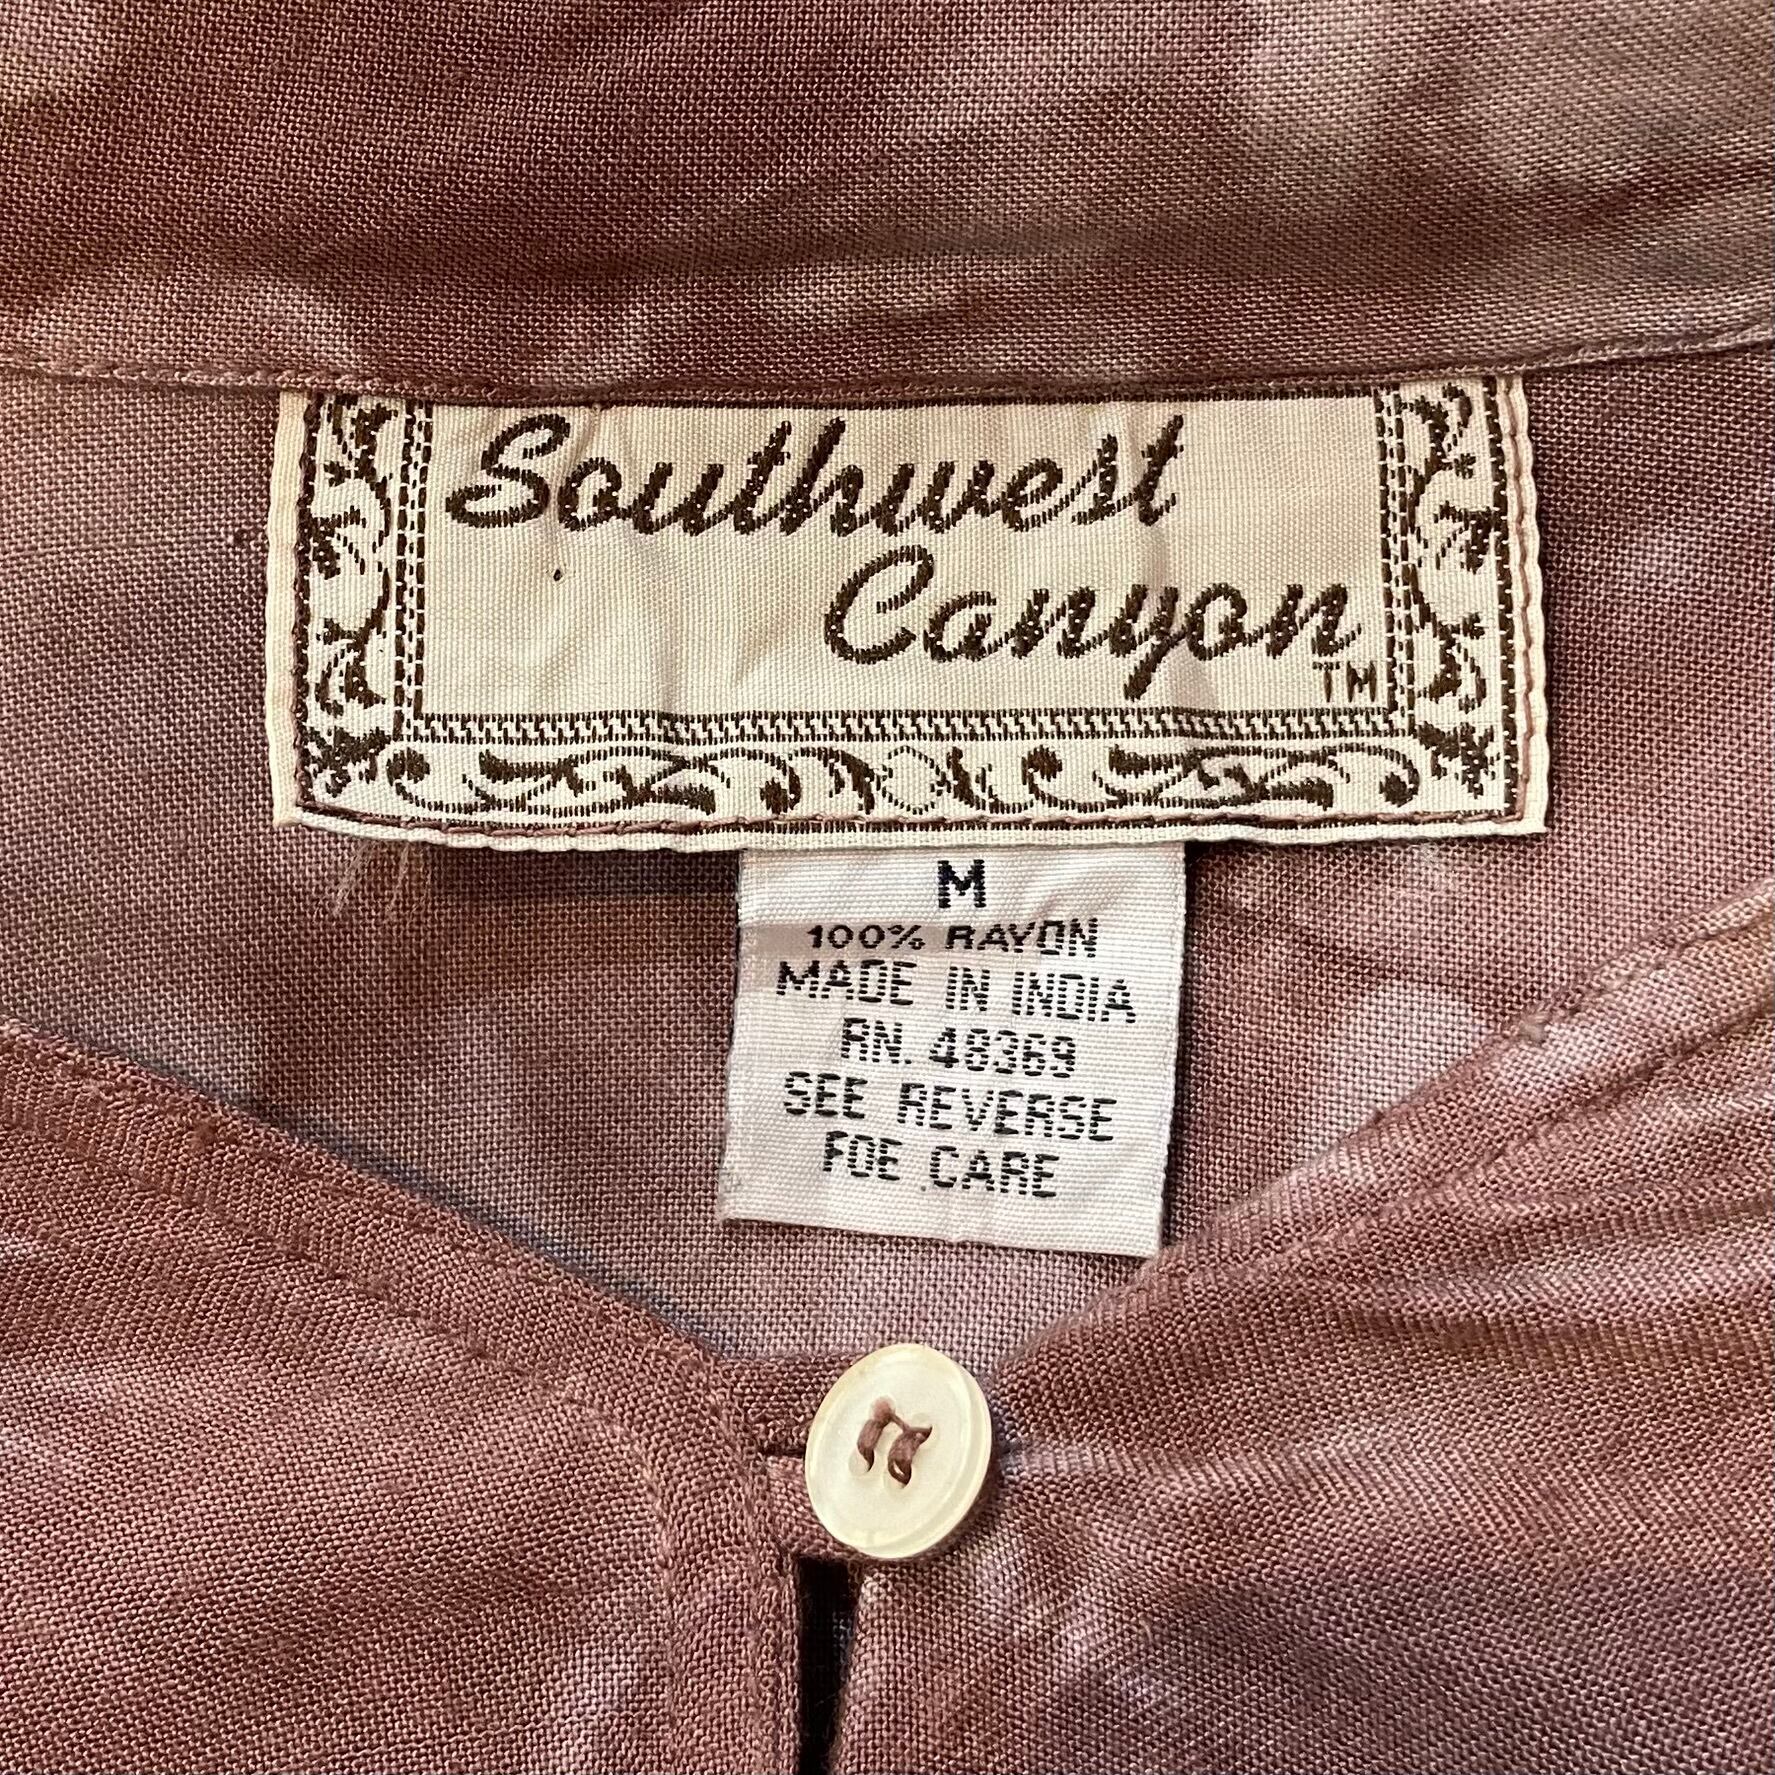 Southwest
Canyon
TM
M
100% RAYON
MADE IN INDIA
RN. 48369
SEE REVERSE
FOE CARE